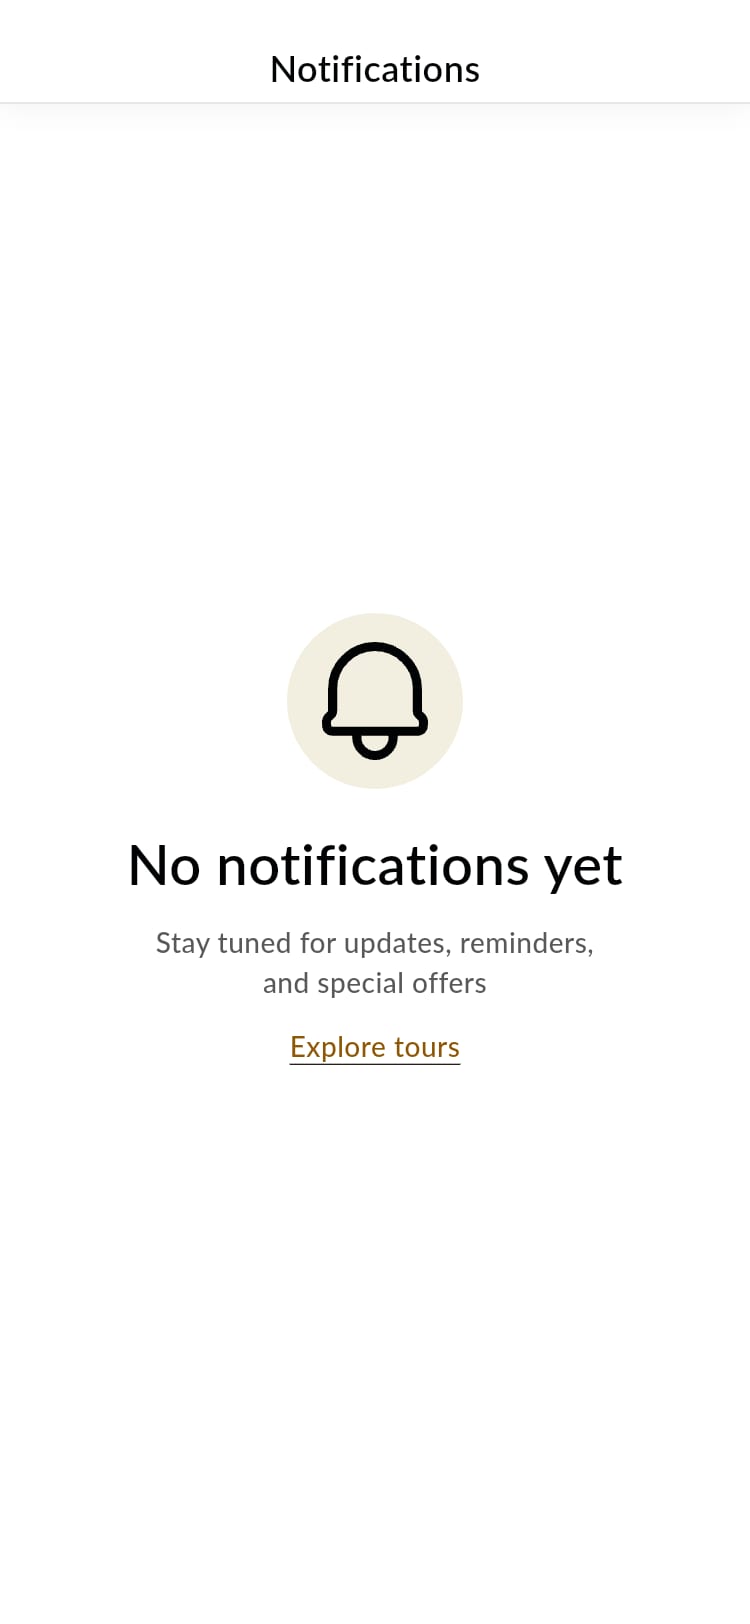 Notifications
No notifications yet
Stay tuned for updates, reminders,
and special offers
Explore tours